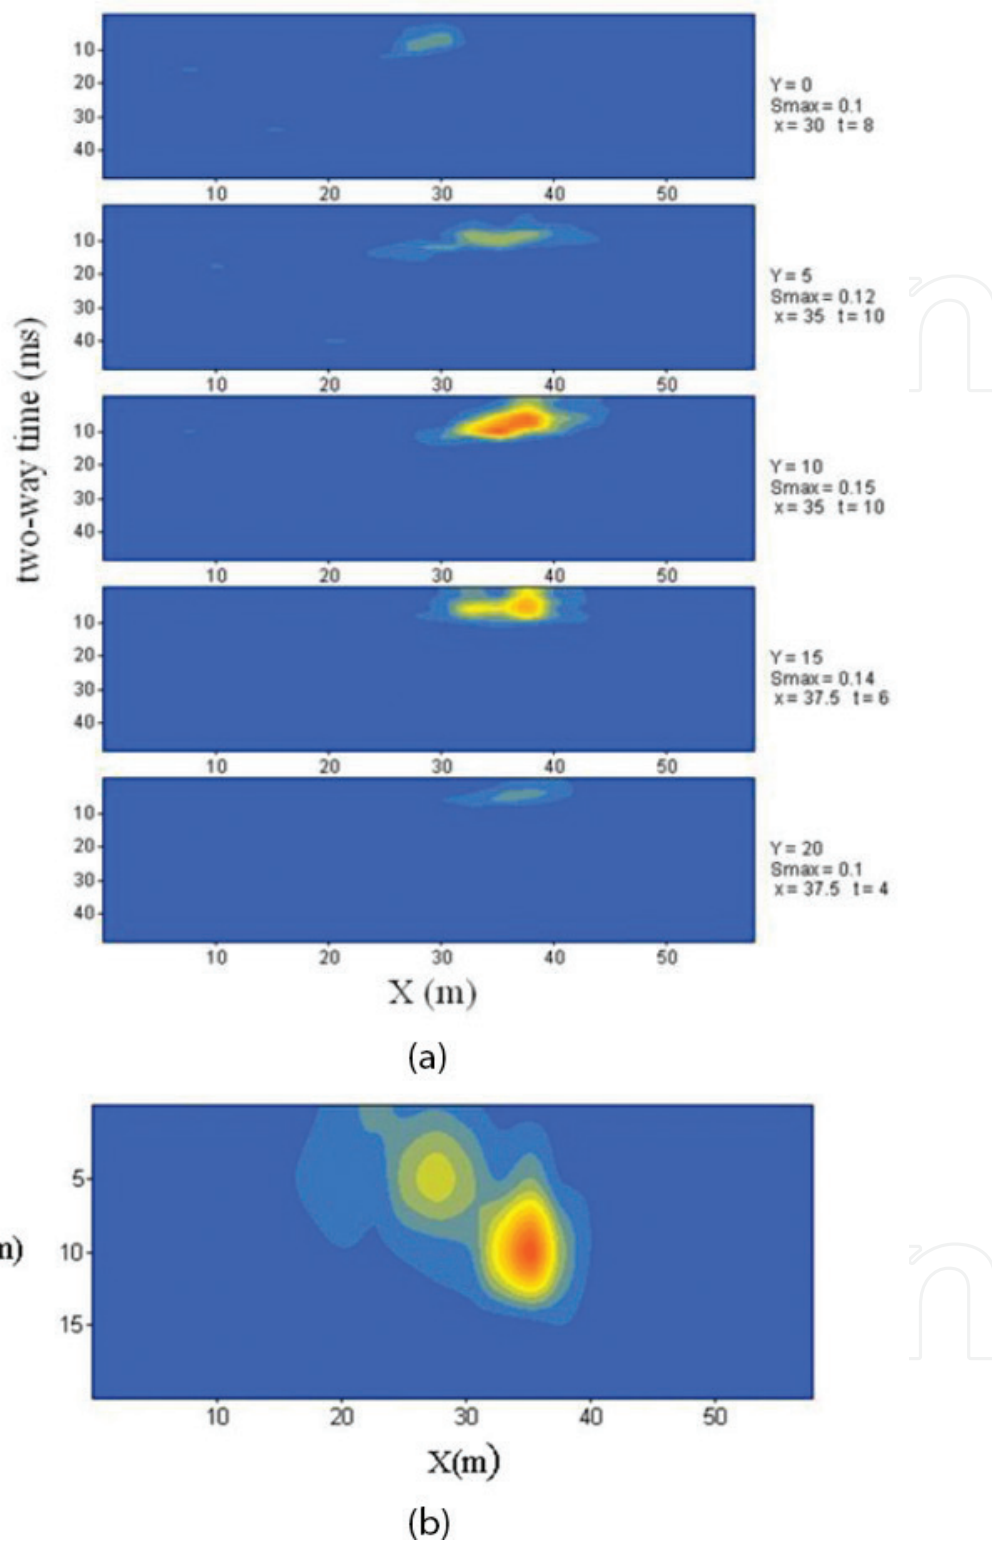 10
20
30
40
10 20 30 40 50
Y = 0
Smax = 0.1
x = 30 t = 8
10
20
30
40
10 20 30 40 50
Y = 5
Smax = 0.12
x = 35 t = 10
two-way time (ms)
10
20
30
40
10 20 30 40 50
Y = 10
Smax = 0.15
x = 35 t = 10
10
20
30
40
10 20 30 40 50
Y = 15
Smax = 0.14
x = 37.5 t = 6
10
20
30
40
10 20 30 40 50
Y = 20
Smax = 0.1
x = 37.5 t = 4
X (m)
(a)
5
10
15
m)
10 20 30 40 50
X(m)
(b)